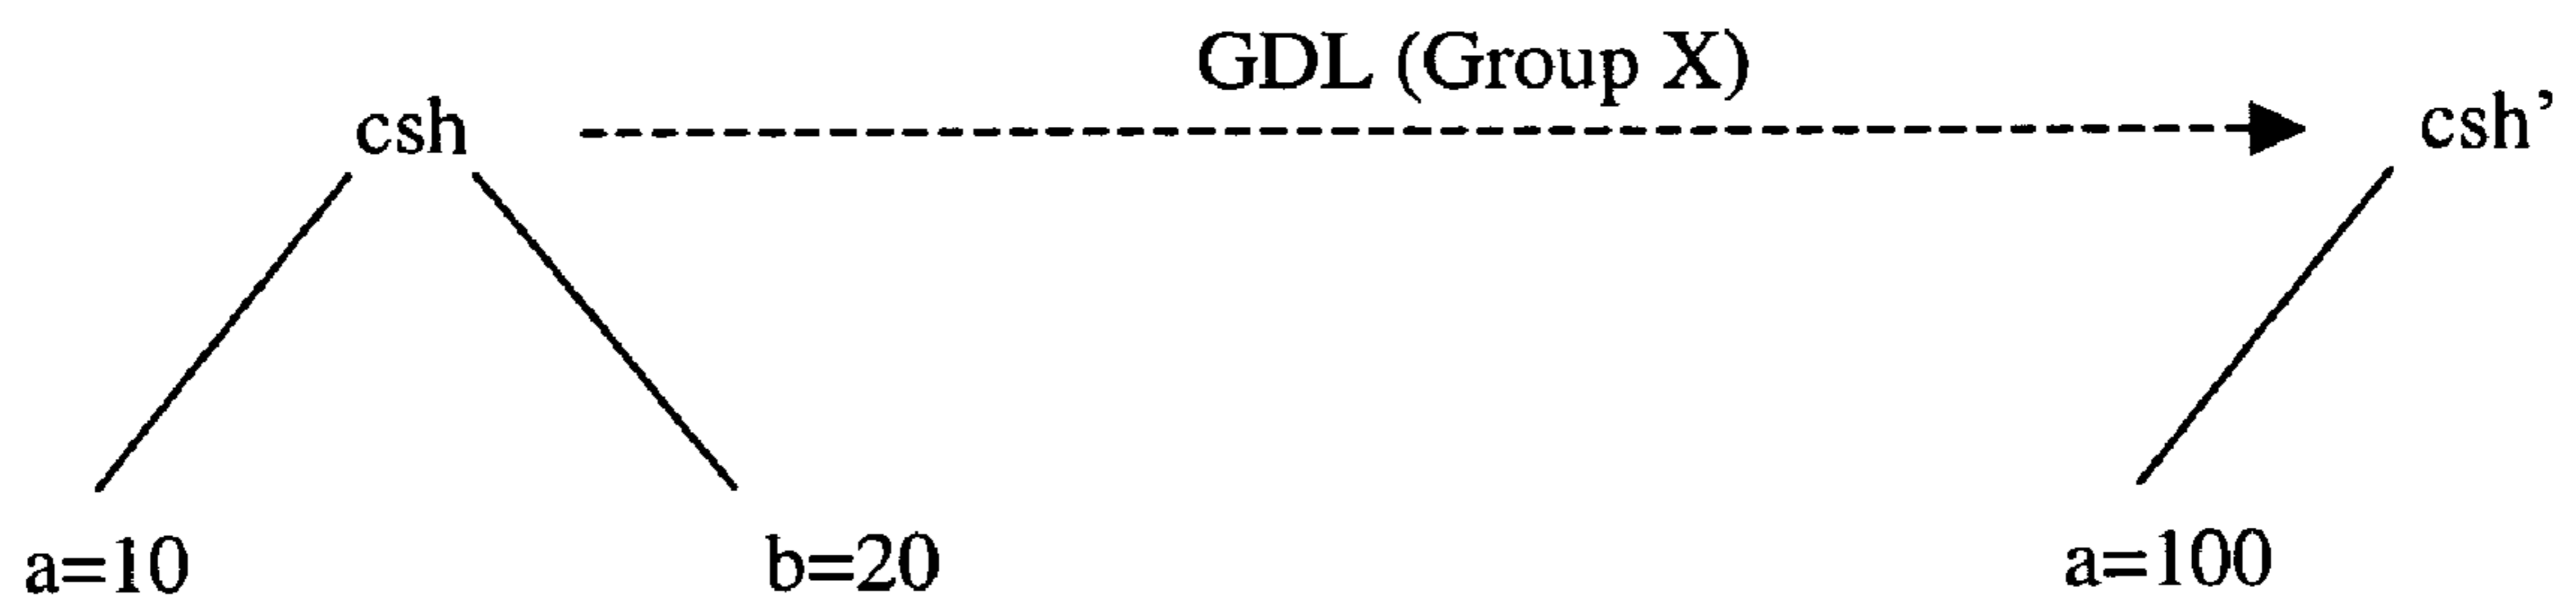 GDL (Group X)
csh
csh’
a=10
b=20
a=100